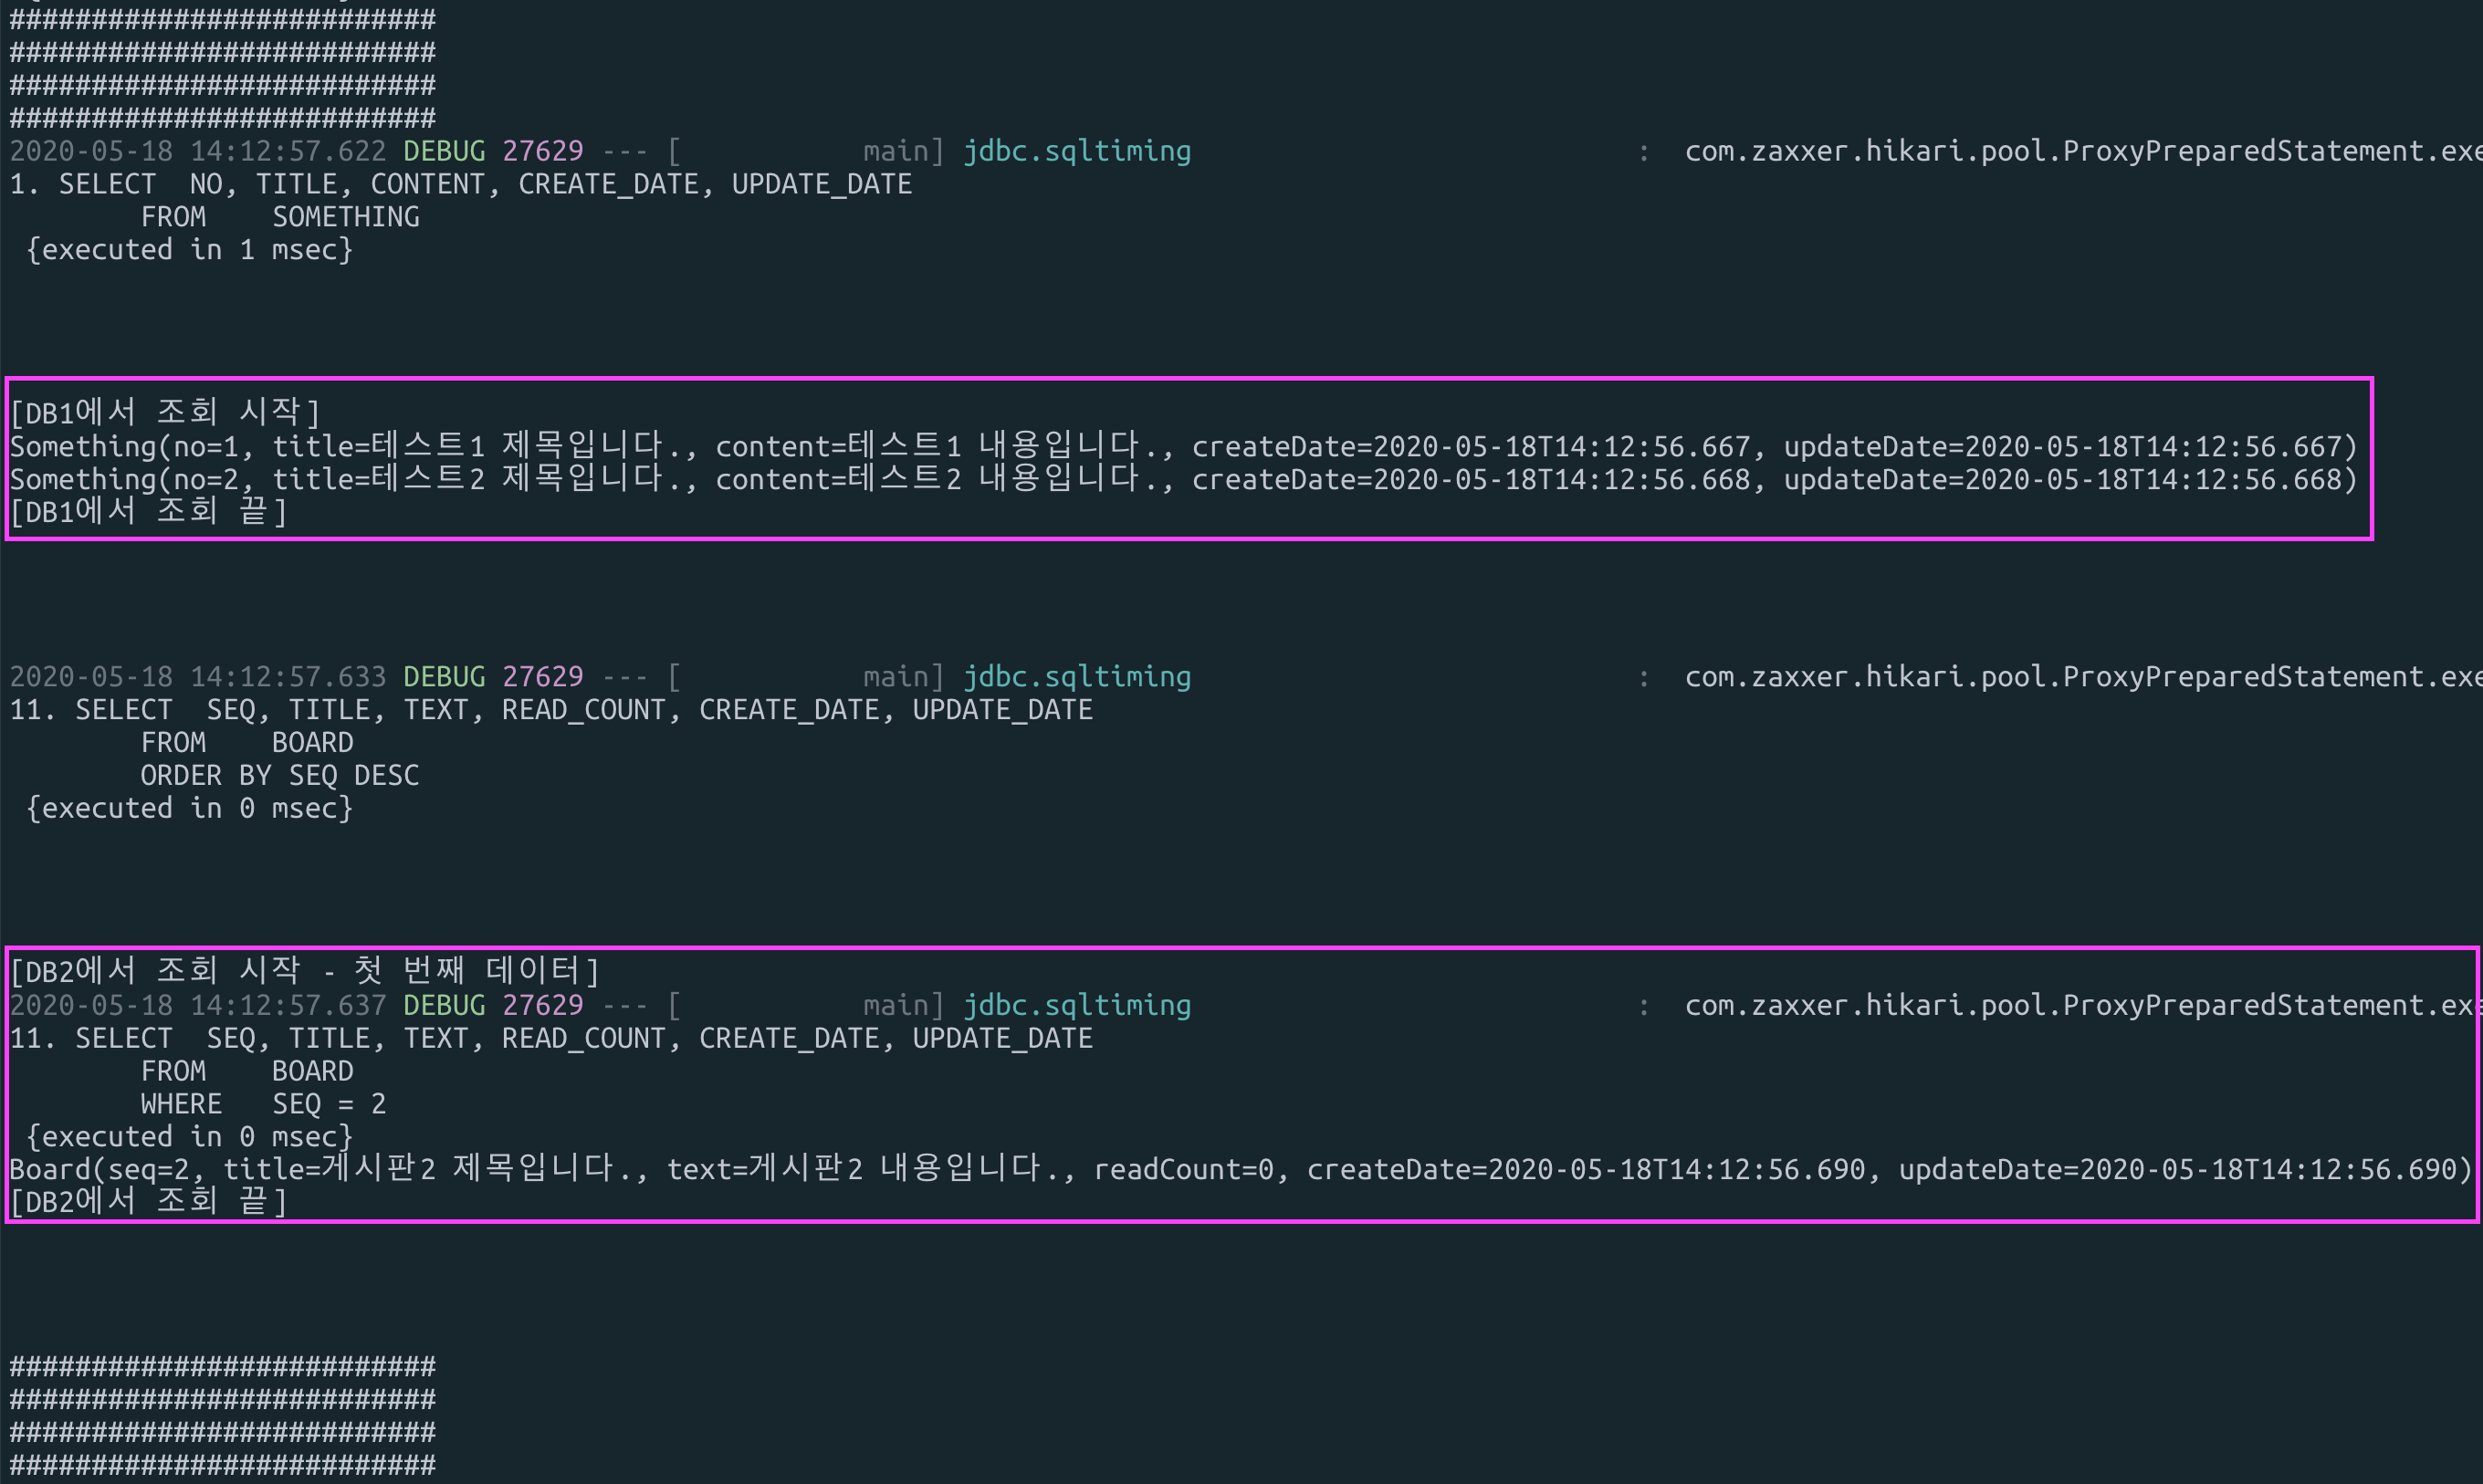 ##########################
##########################
##########################
##########################
2020-05-18 14:12:57.622 DEBUG 27629 --- [           main] jdbc.sqltiming                           :  com.zaxxer.hikari.pool.ProxyPreparedStatement.exe
1. SELECT  NO, TITLE, CONTENT, CREATE_DATE, UPDATE_DATE
        FROM    SOMETHING
 {executed in 1 msec}
[DB1에서 조회 시작]
Something(no=1, title=테스트1 제목입니다., content=테스트1 내용입니다., createDate=2020-05-18T14:12:56.667, updateDate=2020-05-18T14:12:56.667)
Something(no=2, title=테스트2 제목입니다., content=테스트2 내용입니다., createDate=2020-05-18T14:12:56.668, updateDate=2020-05-18T14:12:56.668)
[DB1에서 조회 끝]
2020-05-18 14:12:57.633 DEBUG 27629 --- [           main] jdbc.sqltiming                           :  com.zaxxer.hikari.pool.ProxyPreparedStatement.exe
11. SELECT  SEQ, TITLE, TEXT, READ_COUNT, CREATE_DATE, UPDATE_DATE
        FROM    BOARD
        ORDER BY SEQ DESC
 {executed in 0 msec}
[DB2에서 조회 시작 - 첫 번째 데이터]
2020-05-18 14:12:57.637 DEBUG 27629 --- [           main] jdbc.sqltiming                           :  com.zaxxer.hikari.pool.ProxyPreparedStatement.exe
11. SELECT  SEQ, TITLE, TEXT, READ_COUNT, CREATE_DATE, UPDATE_DATE
        FROM    BOARD
        WHERE   SEQ = 2
 {executed in 0 msec}
Board(seq=2, title=게시판2 제목입니다., text=게시판2 내용입니다., readCount=0, createDate=2020-05-18T14:12:56.690, updateDate=2020-05-18T14:12:56.690)
[DB2에서 조회 끝]
##########################
##########################
##########################
##########################